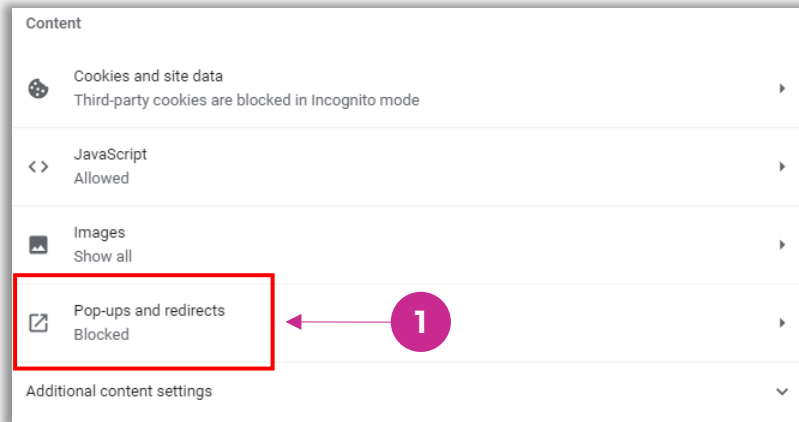 Content
Cookies and site data
Third-party cookies are blocked in Incognito mode
JavaScript
Allowed
Images
Show all
Pop-ups and redirects
Blocked
1
Additional content settings